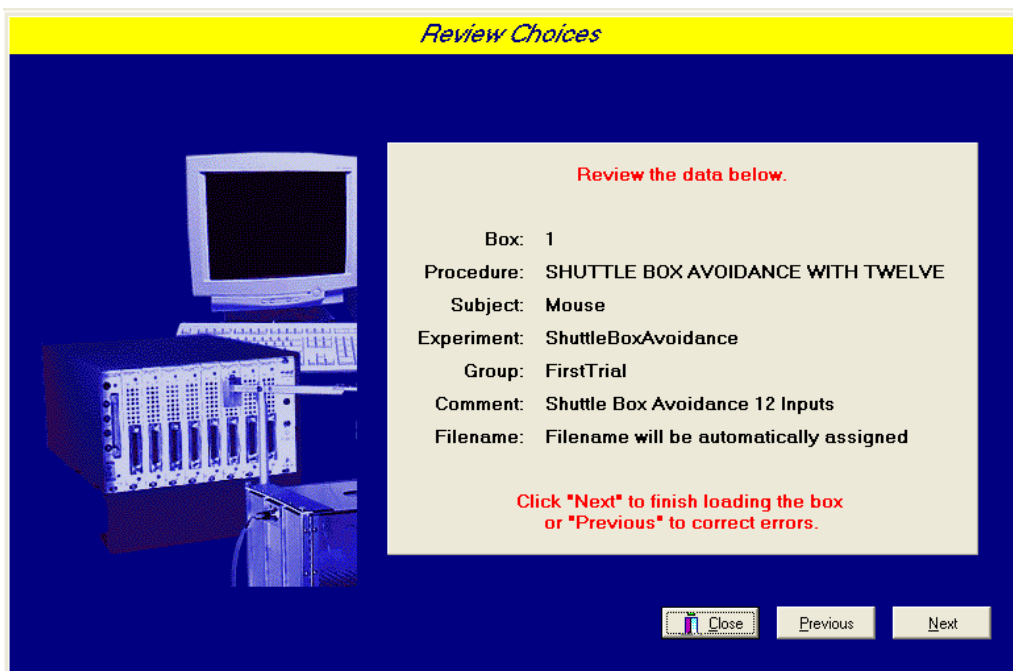 Review Choices
Review the data below.
Box: 1
Procedure: SHUTTLE BOX AVOIDANCE WITH TWELVE
Subject: Mouse
Experiment: ShuttleBoxAvoidance
Group: FirstTrial
Comment: Shuttle Box Avoidance 12 Inputs
Filename: Filename will be automatically assigned
Click "Next" to finish loading the box
or "Previous" to correct errors.
Close Previous Next